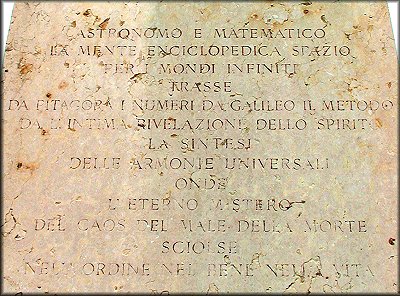 ASTRONOMO E MATEMATICO
LA MENTE ENCICLOPEDICA SPAZIO
PER I MONDI INFINITI
TRASSE
DA PITAGORA I NUMERI DA GALILEO IL METODO
DA L'INTIMA RIVELAZIONE DELLO SPIRITO
LA SINTESI
DELLE ARMONIE UNIVERSALI
ONDE
L'ETERNO MISTERO
DEL CAOS DEL MALE DELLA MORTE
SCIOLSE
NELL'ORDINE NEL BENE NELLA VITA